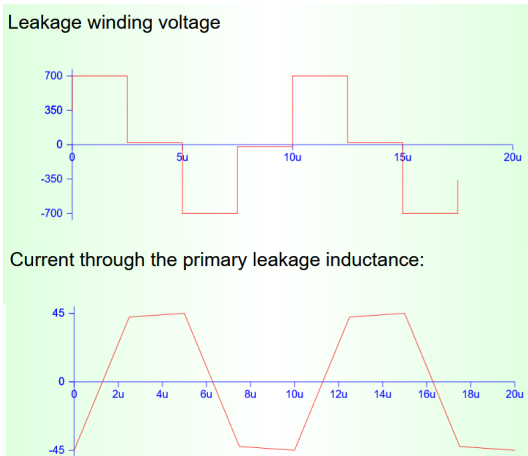 Leakage winding voltage
700
350
0
-350
-700
0 5u 10u 15u 20u
Current through the primary leakage inductance:
45
0
-45
0 2u 4u 6u 8u 10u 12u 14u 16u 18u 20u